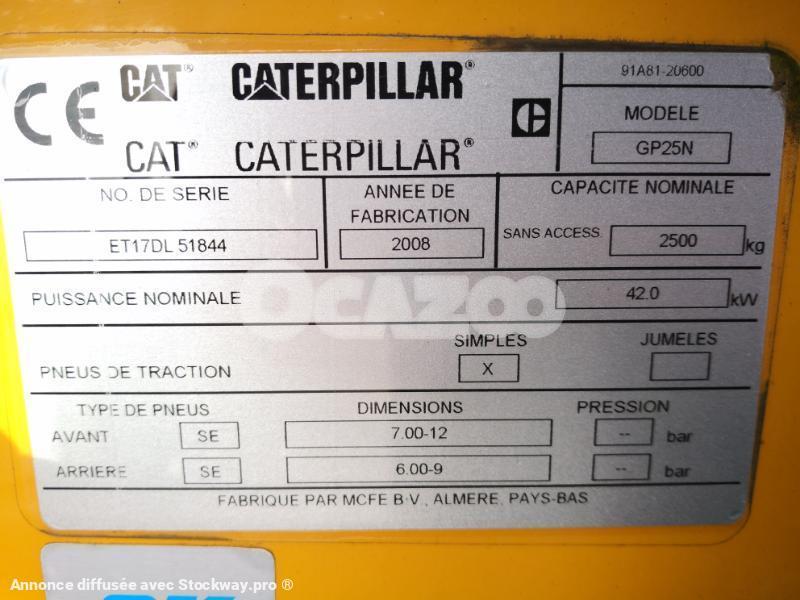 CE
CAT® CATERPILLAR®
CAT® CATERPILLAR®
91A81-20600
MODELE
GP25N
NO. DE SERIE
ET17DL 51844
ANNEE DE
FABRICATION
2008
CAPACITE NOMINALE
SANS ACCESS. 2500 kg
PUISSANCE NOMINALE 42.0 kW
OCAZOO
SIMPLES JUMELES
PNEUS DE TRACTION X
TYPE DE PNEUS DIMENSIONS PRESSION
AVANT SE 7.00-12 -- bar
ARRIERE SE 6.00-9 -- bar
FABRIQUE PAR MCFE B.V., ALMERE, PAYS-BAS
Annonce diffusée avec Stockway.pro ®